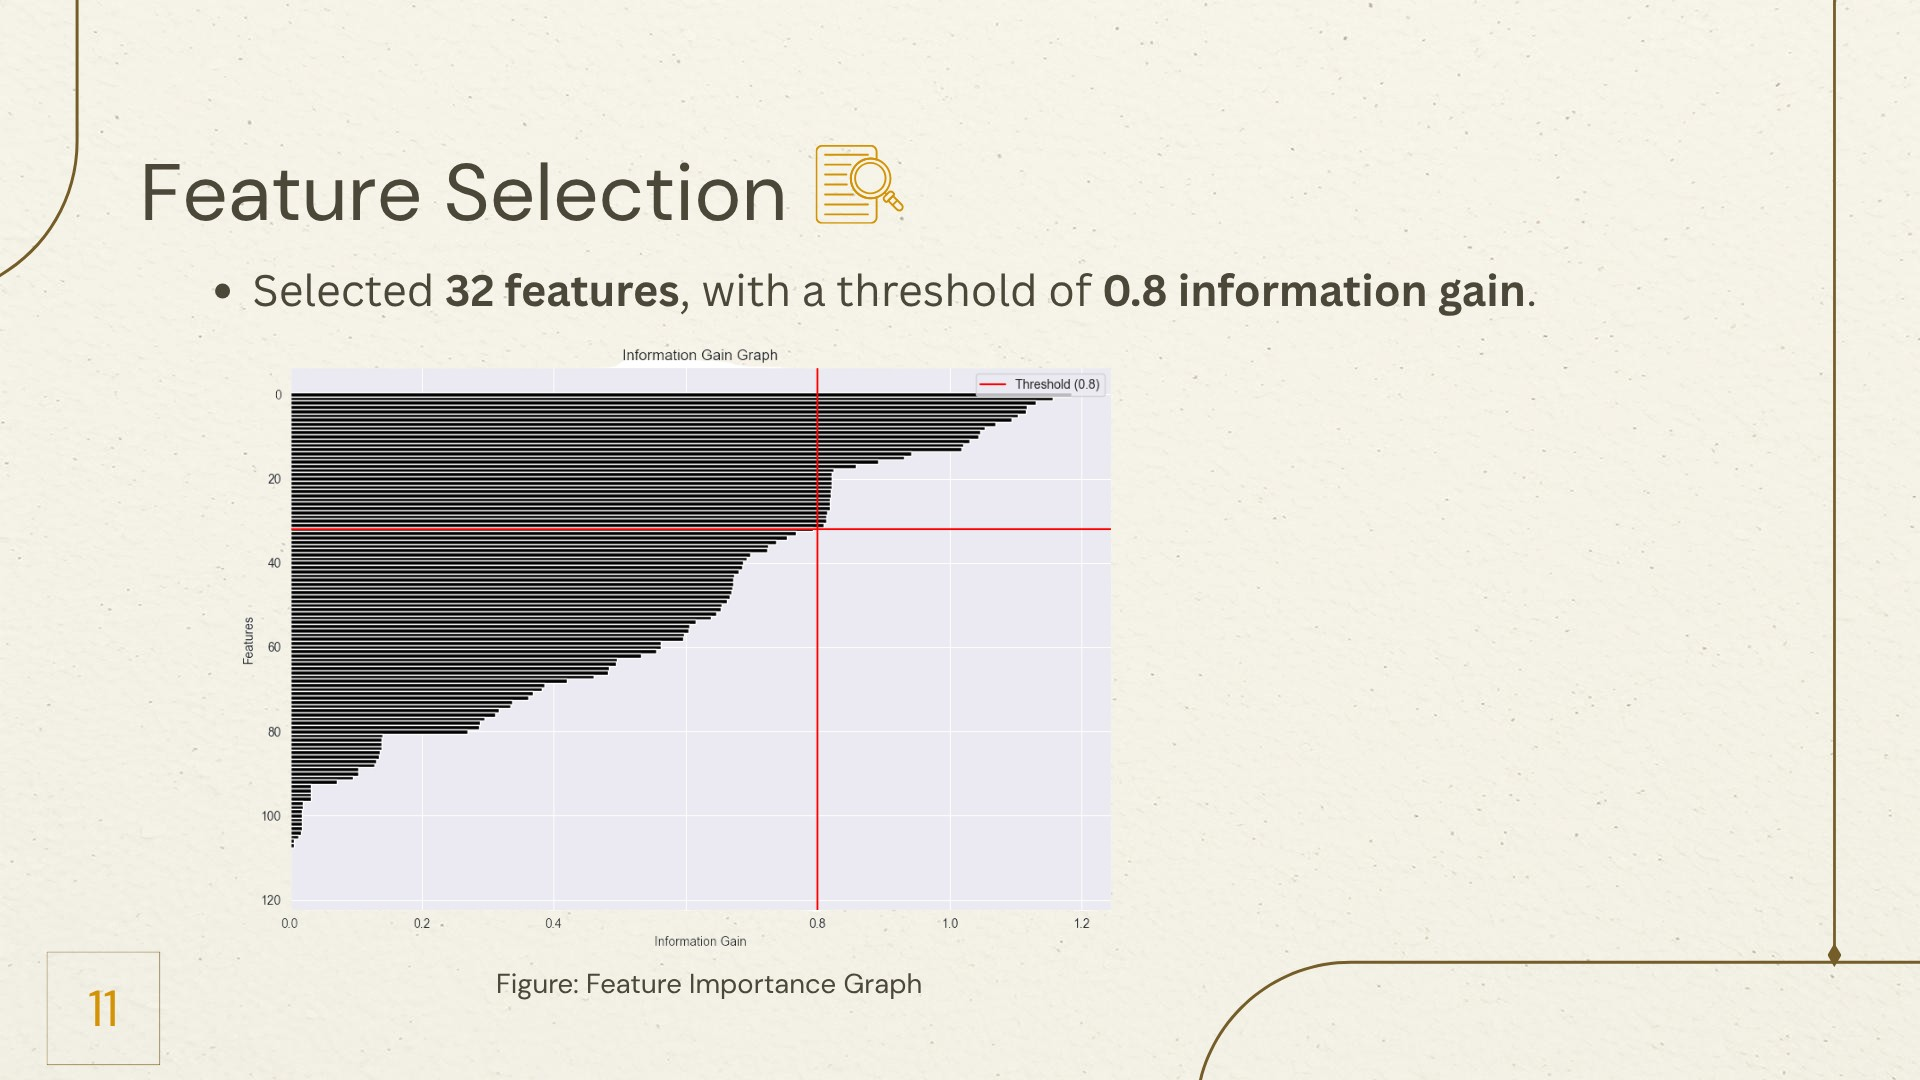 Feature Selection
• Selected 32 features, with a threshold of 0.8 information gain.
Information Gain Graph
Threshold (0.8)
0
20
40
60
80
100
120
Features
0.0 0.2 0.4 0.8 1.0 1.2
Information Gain
Figure: Feature Importance Graph
11